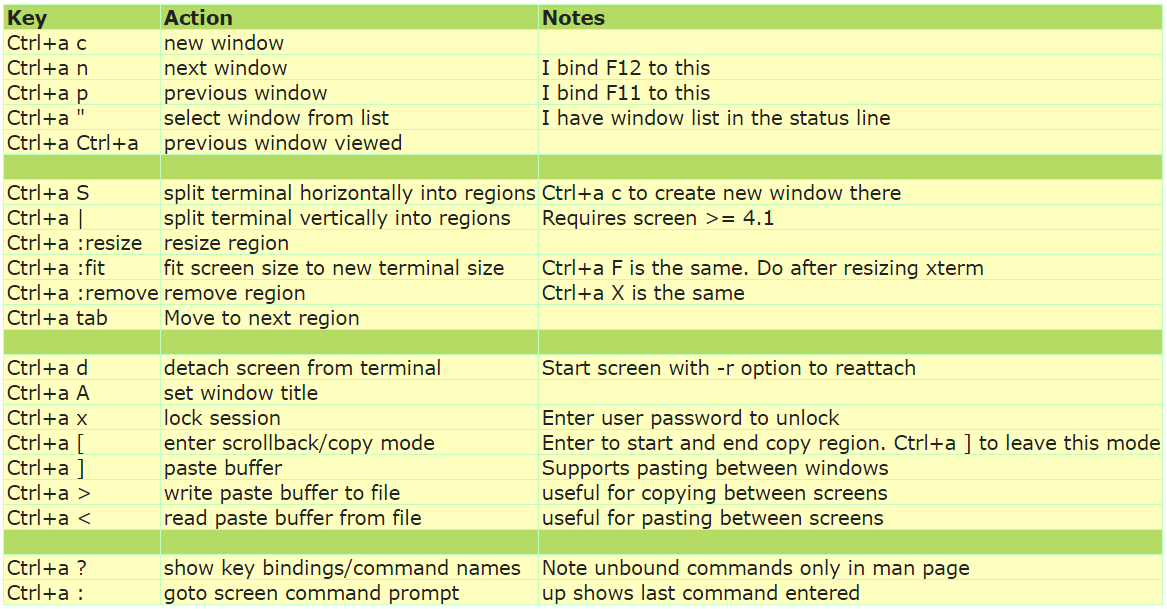 Key Action Notes
Ctrl+a c new window
Ctrl+a n next window I bind F12 to this
Ctrl+a p previous window I bind F11 to this
Ctrl+a " select window from list I have window list in the status line
Ctrl+a Ctrl+a previous window viewed
Ctrl+a S split terminal horizontally into regions Ctrl+a c to create new window there
Ctrl+a | split terminal vertically into regions Requires screen >= 4.1
Ctrl+a :resize resize region
Ctrl+a :fit fit screen size to new terminal size Ctrl+a F is the same. Do after resizing xterm
Ctrl+a :remove remove region Ctrl+a X is the same
Ctrl+a tab Move to next region
Ctrl+a d detach screen from terminal Start screen with -r option to reattach
Ctrl+a A set window title
Ctrl+a x lock session Enter user password to unlock
Ctrl+a [ enter scrollback/copy mode Enter to start and end copy region. Ctrl+a ] to leave this mode
Ctrl+a ] paste buffer Supports pasting between windows
Ctrl+a > write paste buffer to file useful for copying between screens
Ctrl+a < read paste buffer from file useful for pasting between screens
Ctrl+a ? show key bindings/command names Note unbound commands only in man page
Ctrl+a : goto screen command prompt up shows last command entered